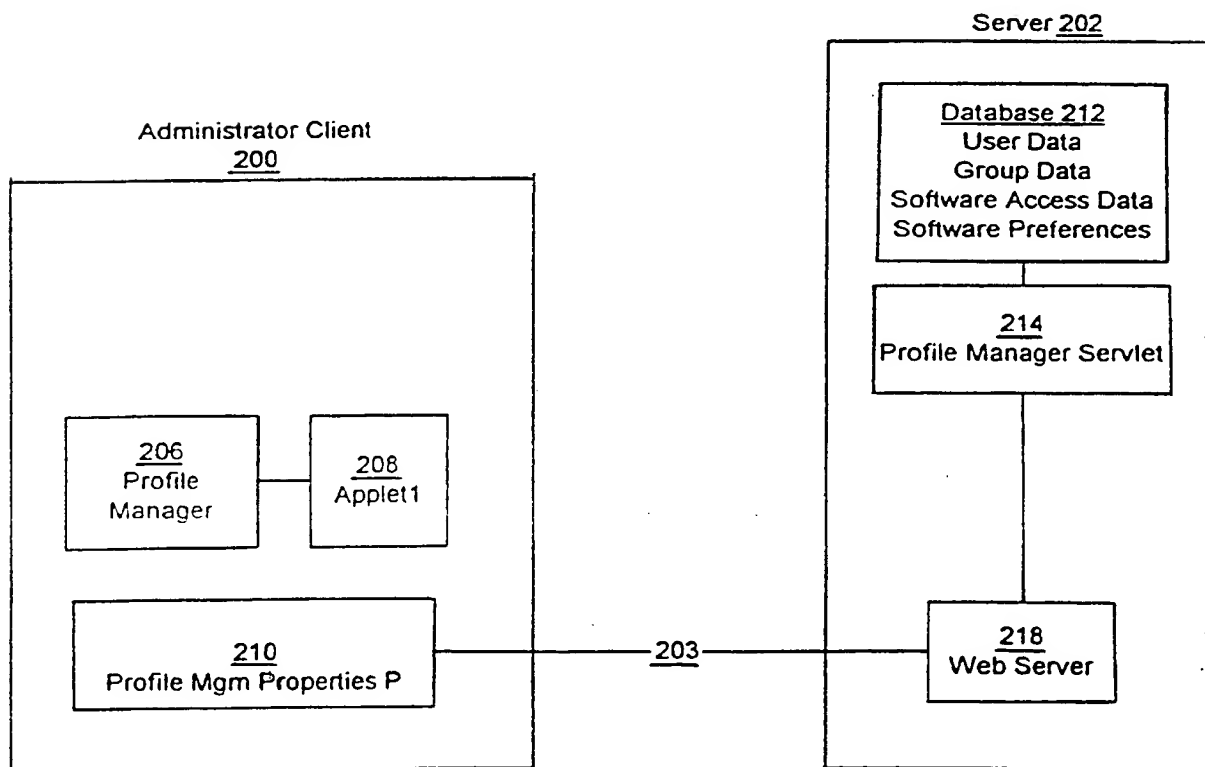 Server 202
Database 212
User Data
Group Data
Software Access Data
Software Preferences
214
Profile Manager Servlet
218
Web Server
Administrator Client
200
206
Profile
Manager
208
Applet1
210
Profile Mgm Properties P
203